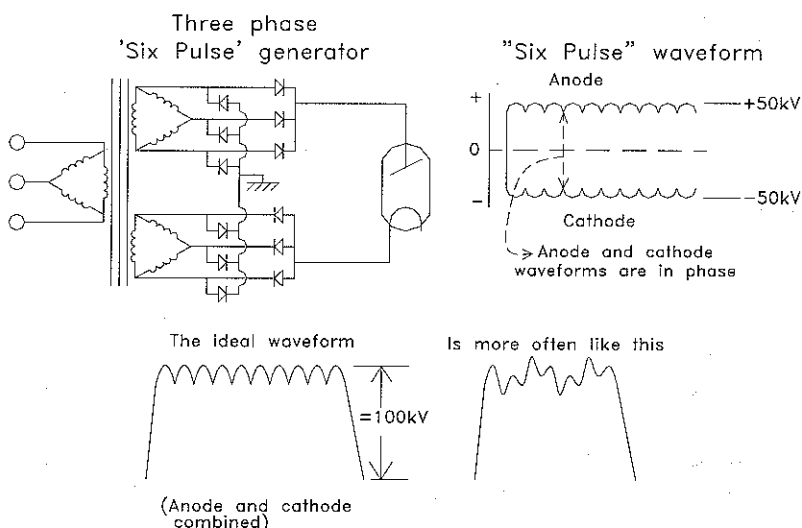 Three phase
'Six Pulse' generator
"Six Pulse" waveform
Anode
+
+50kV
0
-
-50kV
Cathode
Anode and cathode
waveforms are in phase
The ideal waveform
=100kV
(Anode and cathode
combined)
Is more often like this